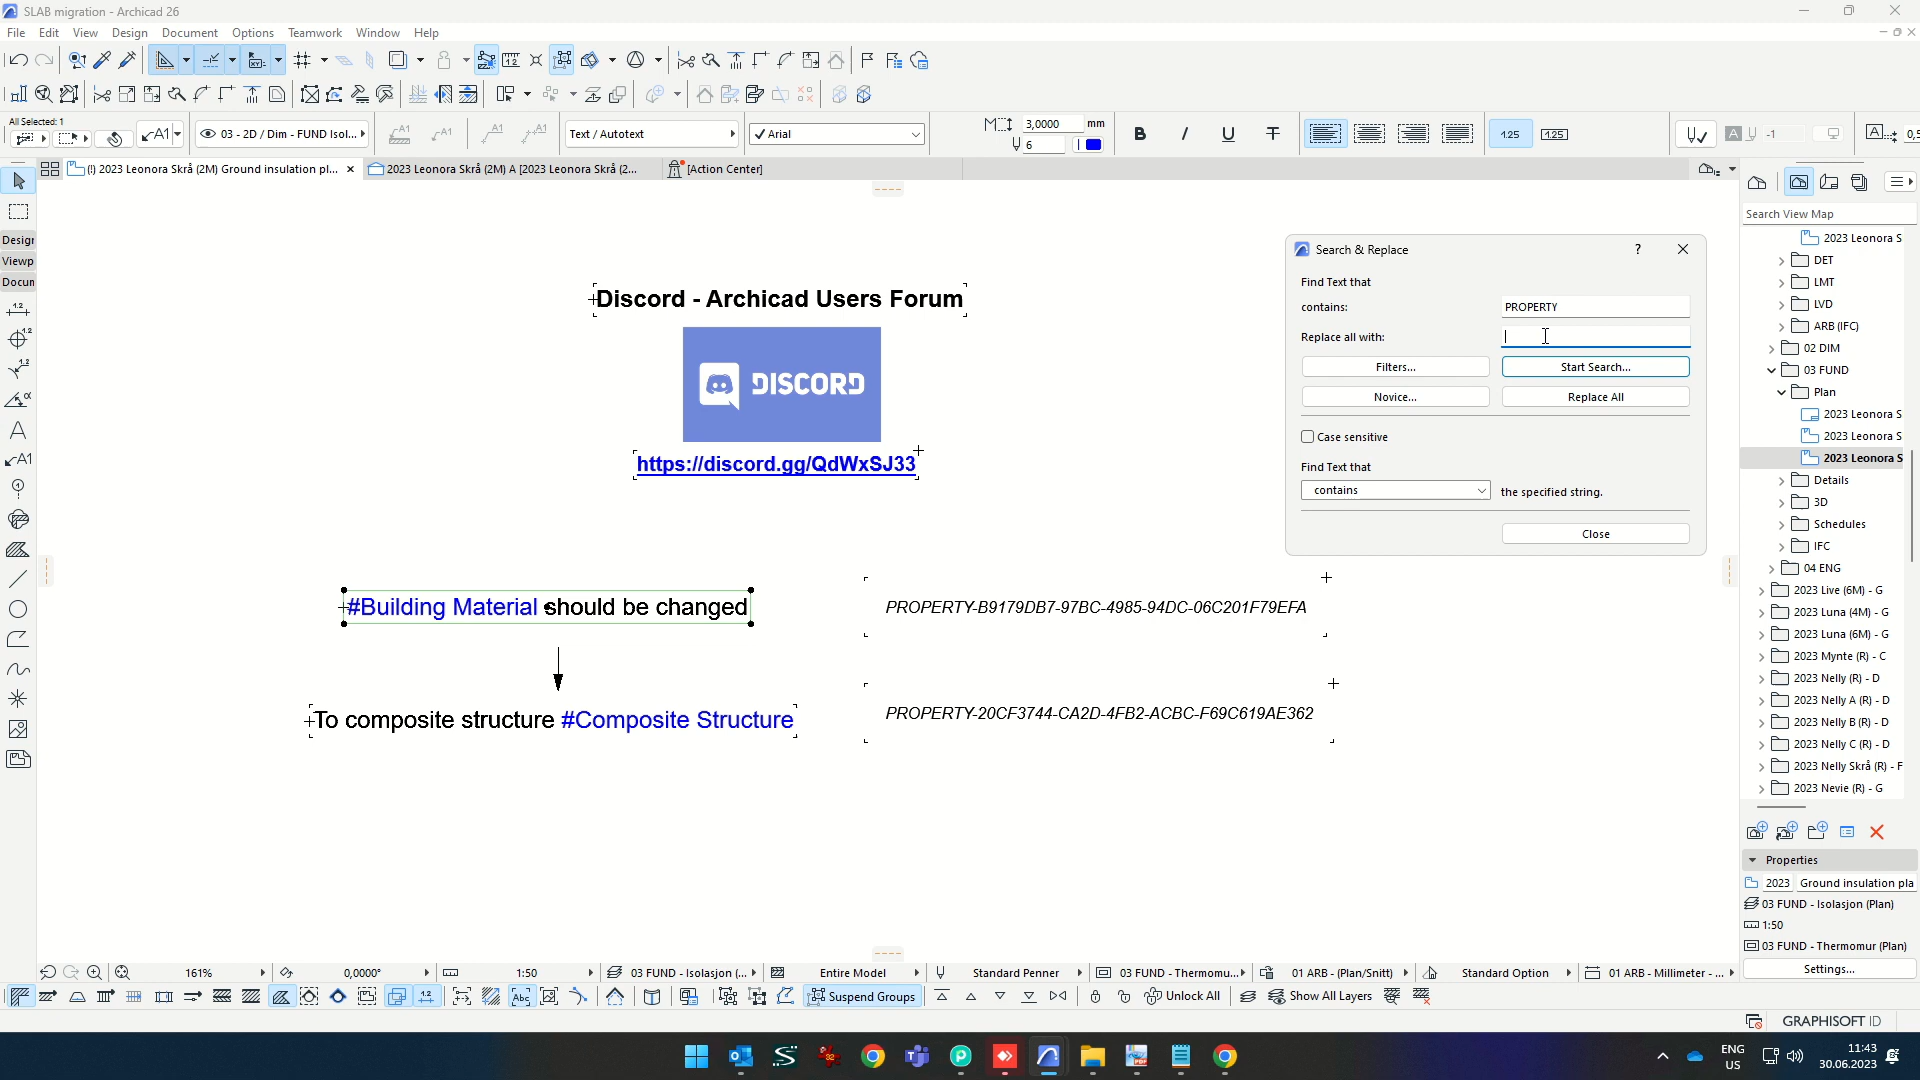 SLAB migration - Archicad 26
File Edit View Design Document Options Teamwork Window Help
All Selected: 1
A1
03 - 2D / Dim - FUND Isol...
Text / Autotext
Arial
3,0000 mm
6
1.25
1.25
-1
0,5
(!) 2023 Leonora Skrå (2M) Ground insulation pl...
2023 Leonora Skrå (2M) A [2023 Leonora Skrå (2...
[Action Center]
Desigr
Viewp
Docun
Discord - Archicad Users Forum
DISCORD
https://discord.gg/QdWxSJ33
#Building Material should be changed
PROPERTY-B9179DB7-97BC-4985-94DC-06C201F79EFA
To composite structure #Composite Structure
PROPERTY-20CF3744-CA2D-4FB2-ACBC-F69C619AE362
Search & Replace
?
Find Text that
contains:
PROPERTY
Replace all with:
Filters...
Start Search...
Novice...
Replace All
Case sensitive
Find Text that
contains
the specified string.
Close
Search View Map
2023 Leonora S
DET
LMT
LVD
ARB (IFC)
02 DIM
03 FUND
Plan
2023 Leonora S
2023 Leonora S
2023 Leonora S
Details
3D
Schedules
IFC
04 ENG
2023 Live (6M) - G
2023 Luna (4M) - G
2023 Luna (6M) - G
2023 Mynte (R) - C
2023 Nelly (R) - D
2023 Nelly A (R) - D
2023 Nelly B (R) - D
2023 Nelly C (R) - D
2023 Nelly Skrå (R) - F
2023 Nevie (R) - G
Properties
2023 Ground insulation pla
03 FUND - Isolasjon (Plan)
1:50
03 FUND - Thermomur (Plan)
Settings...
161%
0,0000°
1:50
03 FUND - Isolasjon (...
Entire Model
Standard Penner
03 FUND - Thermomu...
01 ARB - (Plan/Snitt)
Standard Option
01 ARB - Millimeter - ...
Abc
Suspend Groups
Unlock All
Show All Layers
GRAPHISOFT ID
ENG
US
11:43
30.06.2023